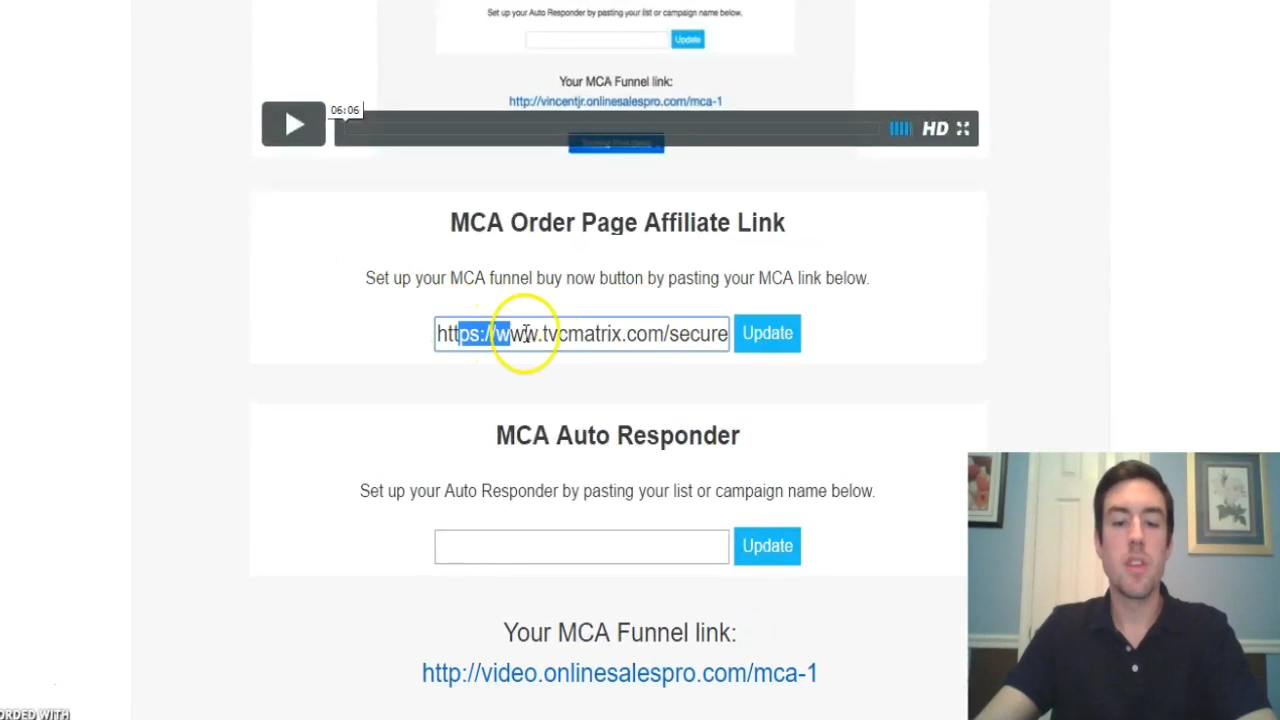 Set up your Auto Responder by pasting your list or campaign name below.
Update
Your MCA Funnel link:
http://vincentjr.onlinesalespro.com/mca-1
06:06
HD
MCA Order Page Affiliate Link
Set up your MCA funnel buy now button by pasting your MCA link below.
https://www.tvcmatrix.com/secure
Update
MCA Auto Responder
Set up your Auto Responder by pasting your list or campaign name below.
Update
Your MCA Funnel link:
http://video.onlinesalespro.com/mca-1
ORDED WITH